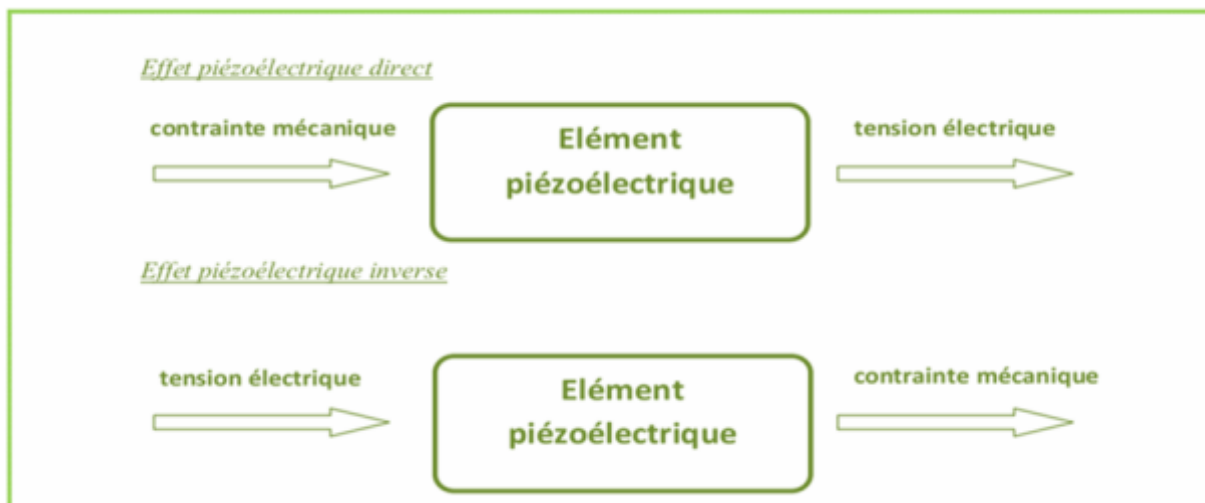 Effet piézoélectrique direct
contrainte mécanique
Elément
piézoélectrique
tension électrique
Effet piézoélectrique inverse
tension électrique
Elément
piézoélectrique
contrainte mécanique